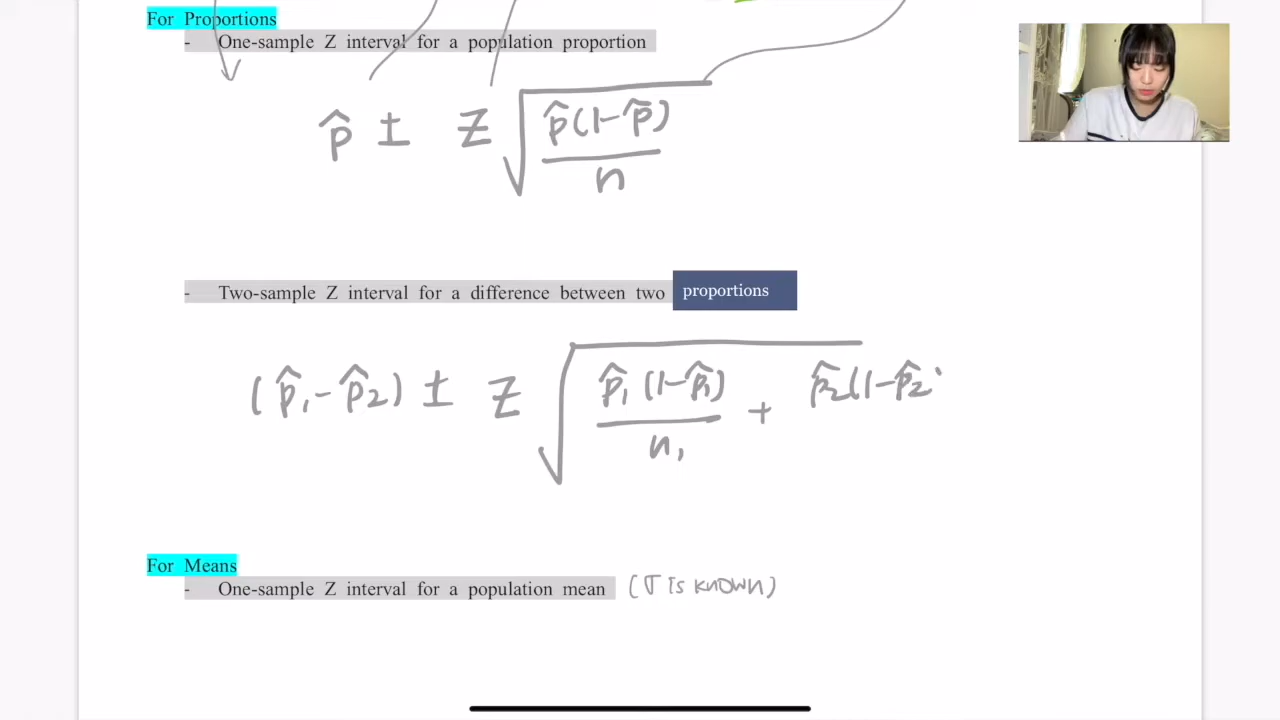 For Proportions
- One-sample Z interval for a population proportion
p̂ ± z √ p̂(1-p̂)
n
- Two-sample Z interval for a difference between two proportions
(p̂₁-p̂₂) ± z √ p̂₁(1-p̂₁) + p̂₂(1-p̂₂
n₁
For Means
- One-sample Z interval for a population mean (σ is known)